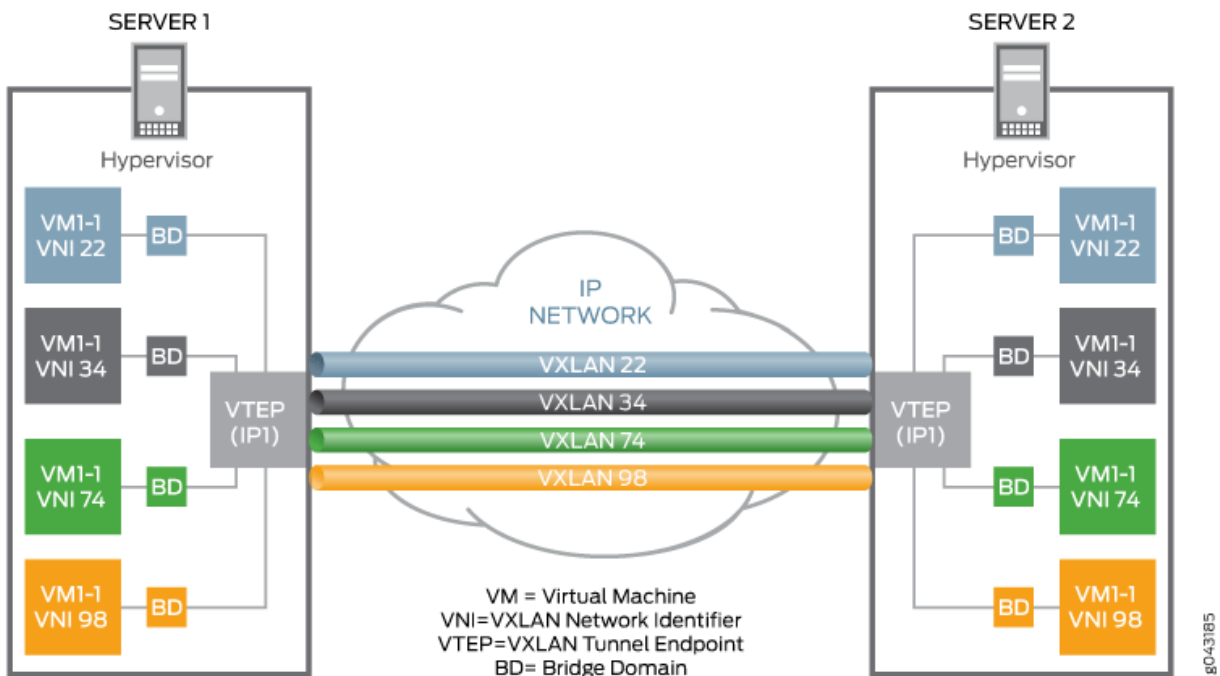 SERVER 1
Hypervisor
VM1-1
VNI 22
BD
VM1-1
VNI 34
BD
VM1-1
VNI 74
BD
VM1-1
VNI 98
BD
VTEP
(IP1)
IP
NETWORK
VXLAN 22
VXLAN 34
VXLAN 74
VXLAN 98
SERVER 2
Hypervisor
VTEP
(IP1)
BD
VM1-1
VNI 22
BD
VM1-1
VNI 34
BD
VM1-1
VNI 74
BD
VM1-1
VNI 98
VM = Virtual Machine
VNI=VXLAN Network Identifier
VTEP=VXLAN Tunnel Endpoint
BD= Bridge Domain
g043185